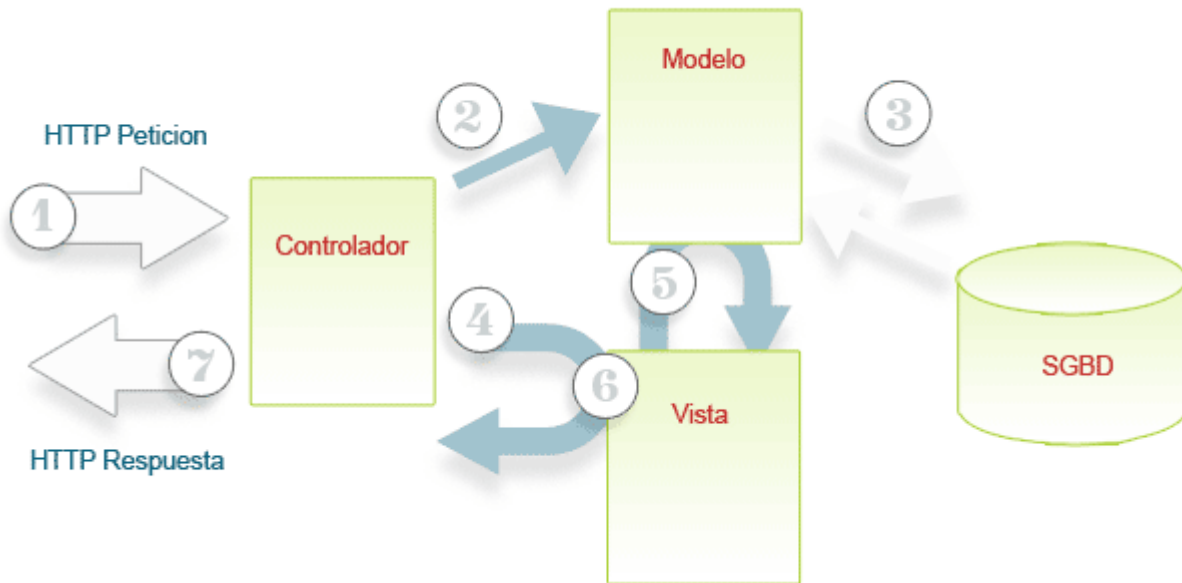 Modelo
2
3
HTTP Peticion
1
Controlador
5
4
SGBD
7
6
Vista
HTTP Respuesta